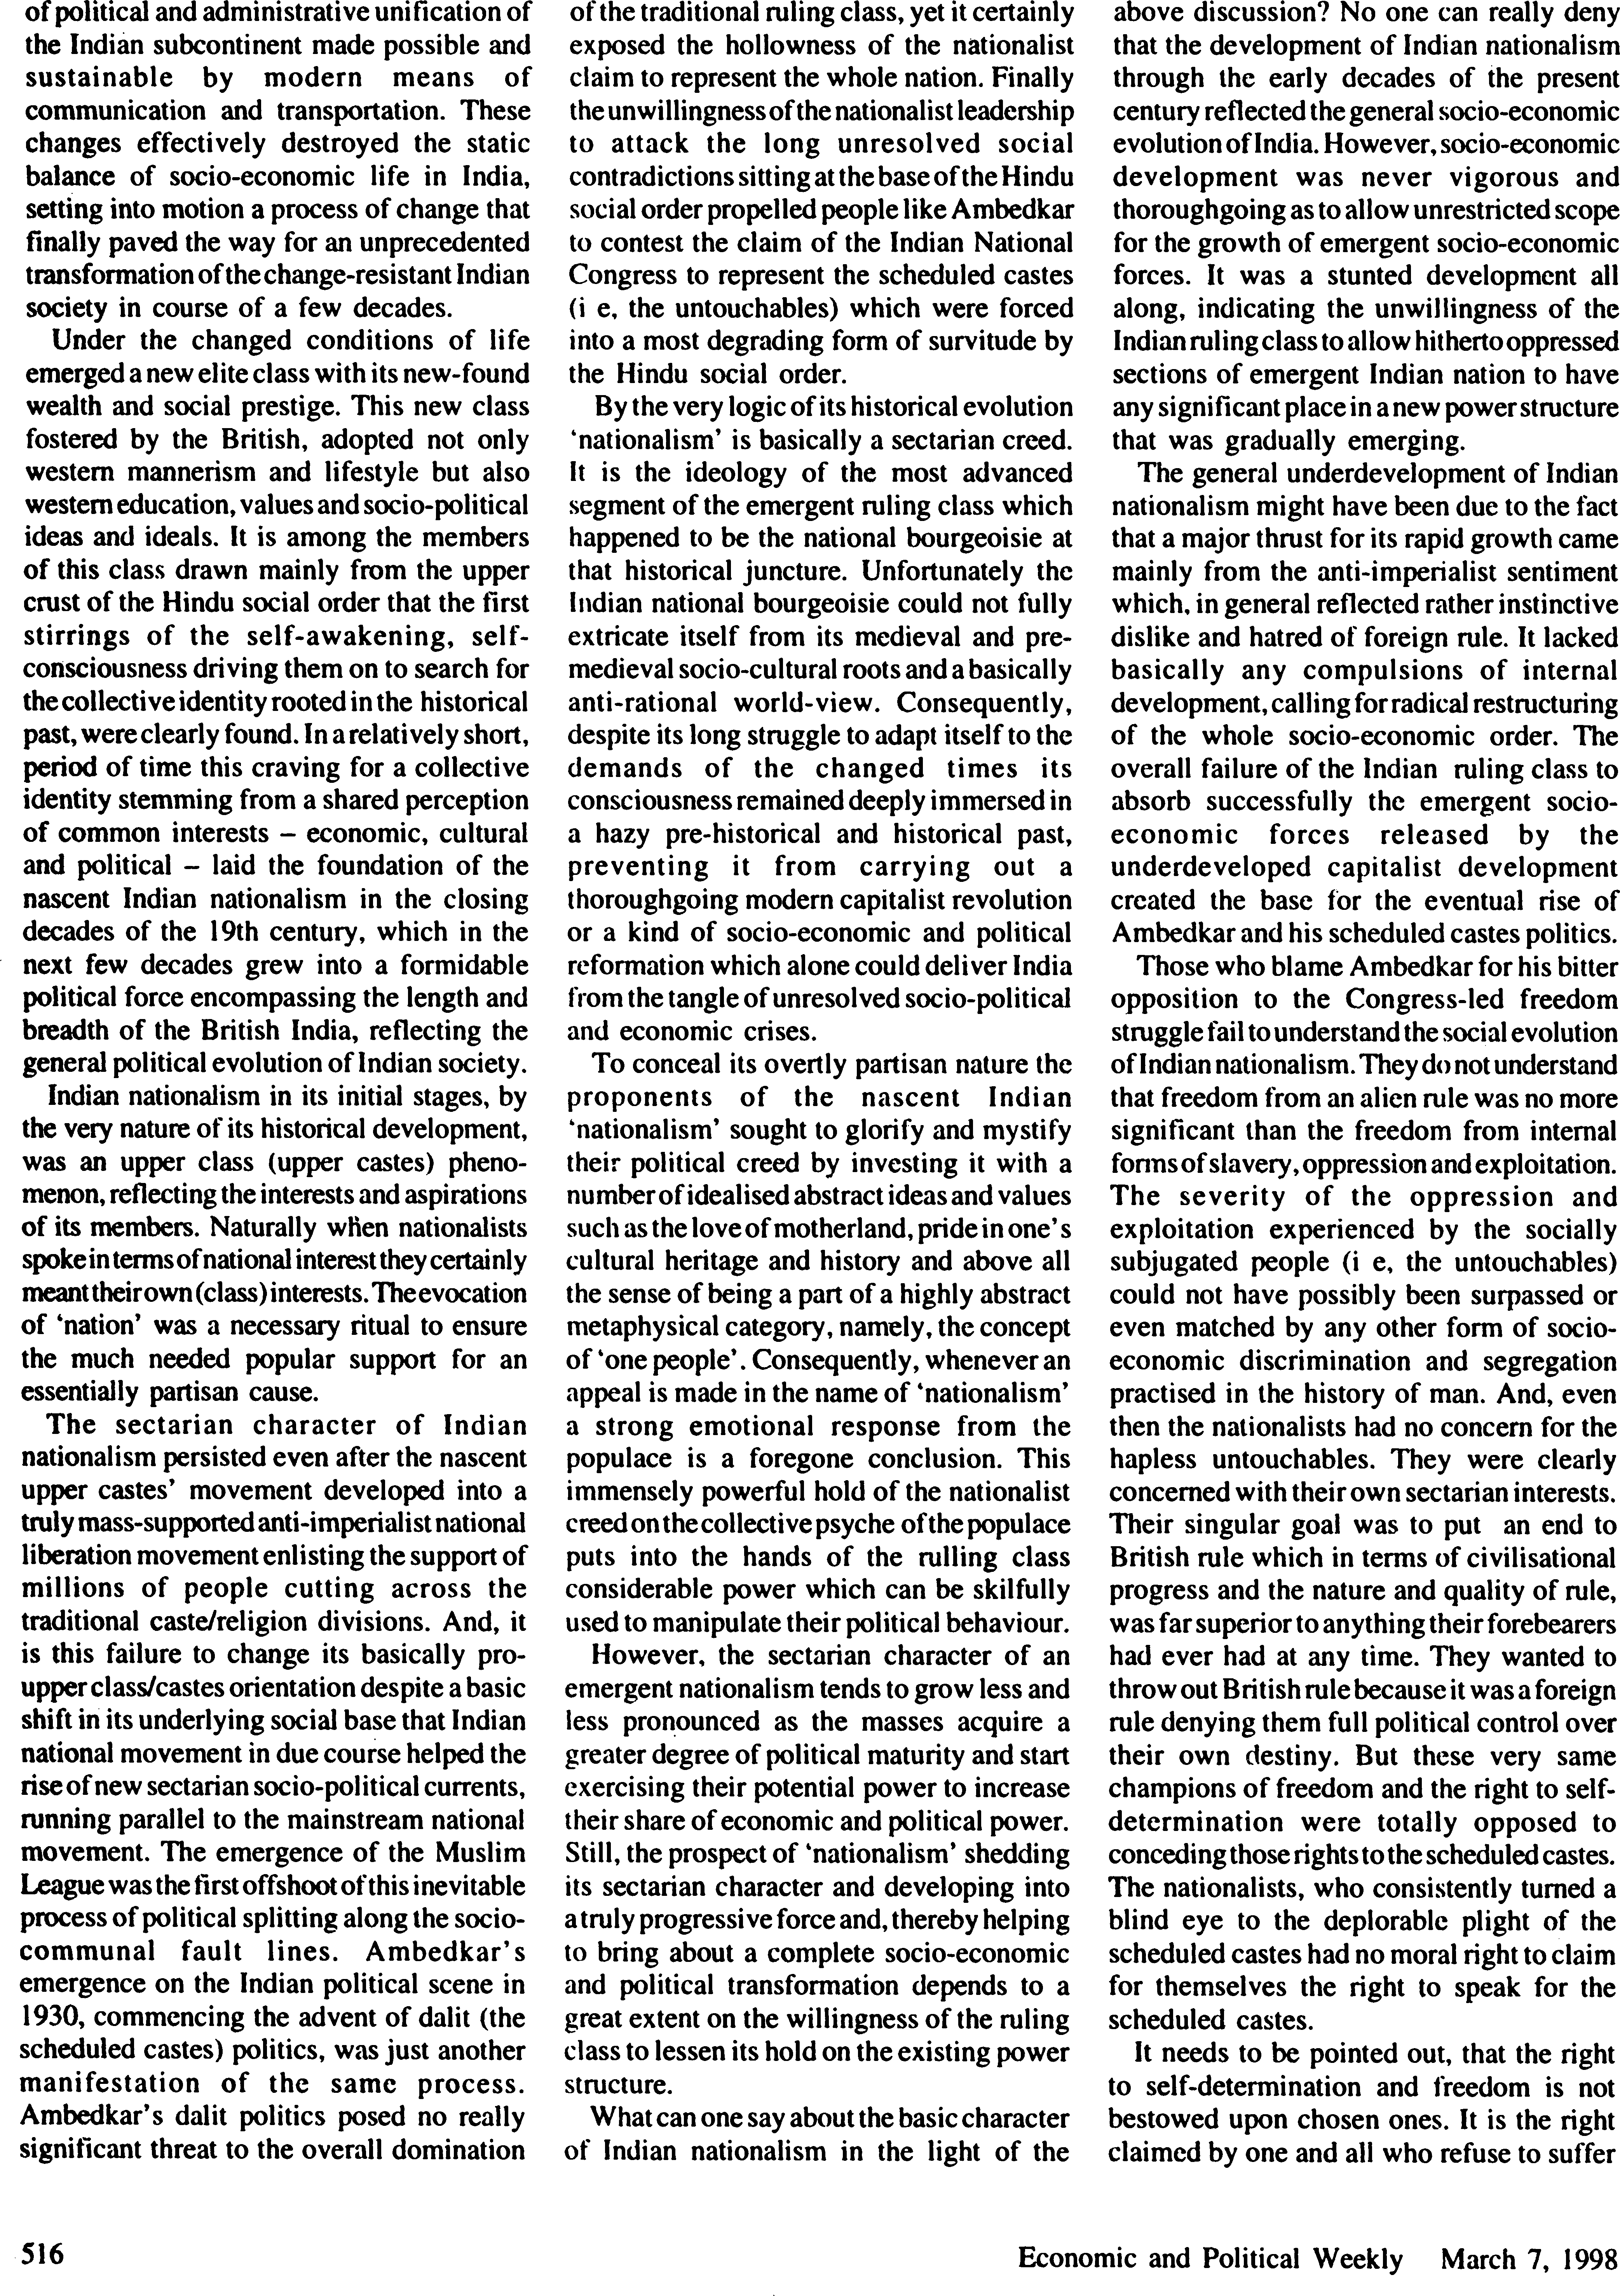 of political and administrative unification of
the Indian subcontinent made possible and
sustainable by modern means of
communication and transportation. These
changes effectively destroyed the static
balance of socio-economic life in India,
setting into motion a process of change that
finally paved the way for an unprecedented
transformation of the change-resistant Indian
society in course of a few decades.
Under the changed conditions of life
emerged a new elite class with its new-found
wealth and social prestige. This new class
fostered by the British, adopted not only
western mannerism and lifestyle but also
western education, values and socio-political
ideas and ideals. It is among the members
of this class drawn mainly from the upper
crust of the Hindu social order that the first
stirrings of the self-awakening, self-
consciousness driving them on to search for
the collective identity rooted in the historical
past, were clearly found. In a relatively short,
period of time this craving for a collective
identity stemming from a shared perception
of common interests – economic, cultural
and political – laid the foundation of the
nascent Indian nationalism in the closing
decades of the 19th century, which in the
next few decades grew into a formidable
political force encompassing the length and
breadth of the British India, reflecting the
general political evolution of Indian society.
Indian nationalism in its initial stages, by
the very nature of its historical development,
was an upper class (upper castes) pheno-
menon, reflecting the interests and aspirations
of its members. Naturally when nationalists
spoke in terms of national interest they certainly
meant their own (class) interests. The evocation
of ‘nation’ was a necessary ritual to ensure
the much needed popular support for an
essentially partisan cause.
The sectarian character of Indian
nationalism persisted even after the nascent
upper castes’ movement developed into a
truly mass-supported anti-imperialist national
liberation movement enlisting the support of
millions of people cutting across the
traditional caste/religion divisions. And, it
is this failure to change its basically pro-
upper class/castes orientation despite a basic
shift in its underlying social base that Indian
national movement in due course helped the
rise of new sectarian socio-political currents,
running parallel to the mainstream national
movement. The emergence of the Muslim
League was the first offshoot of this inevitable
process of political splitting along the socio-
communal fault lines. Ambedkar’s
emergence on the Indian political scene in
1930, commencing the advent of dalit (the
scheduled castes) politics, was just another
manifestation of the same process.
Ambedkar’s dalit politics posed no really
significant threat to the overall domination
of the traditional ruling class, yet it certainly
exposed the hollowness of the nationalist
claim to represent the whole nation. Finally
the unwillingness of the nationalist leadership
to attack the long unresolved social
contradictions sitting at the base of the Hindu
social order propelled people like Ambedkar
to contest the claim of the Indian National
Congress to represent the scheduled castes
(i e, the untouchables) which were forced
into a most degrading form of survitude by
the Hindu social order.
By the very logic of its historical evolution
‘nationalism’ is basically a sectarian creed.
It is the ideology of the most advanced
segment of the emergent ruling class which
happened to be the national bourgeoisie at
that historical juncture. Unfortunately the
Indian national bourgeoisie could not fully
extricate itself from its medieval and pre-
medieval socio-cultural roots and a basically
anti-rational world-view. Consequently,
despite its long struggle to adapt itself to the
demands of the changed times its
consciousness remained deeply immersed in
a hazy pre-historical and historical past,
preventing it from carrying out a
thoroughgoing modern capitalist revolution
or a kind of socio-economic and political
reformation which alone could deliver India
from the tangle of unresolved socio-political
and economic crises.
To conceal its overtly partisan nature the
proponents of the nascent Indian
‘nationalism’ sought to glorify and mystify
their political creed by investing it with a
number of idealised abstract ideas and values
such as the love of motherland, pride in one’s
cultural heritage and history and above all
the sense of being a part of a highly abstract
metaphysical category, namely, the concept
of ‘one people’. Consequently, whenever an
appeal is made in the name of ‘nationalism’
a strong emotional response from the
populace is a foregone conclusion. This
immensely powerful hold of the nationalist
creed on the collective psyche of the populace
puts into the hands of the rulling class
considerable power which can be skilfully
used to manipulate their political behaviour.
However, the sectarian character of an
emergent nationalism tends to grow less and
less pronounced as the masses acquire a
greater degree of political maturity and start
exercising their potential power to increase
their share of economic and political power.
Still, the prospect of ‘nationalism’ shedding
its sectarian character and developing into
a truly progressive force and, thereby helping
to bring about a complete socio-economic
and political transformation depends to a
great extent on the willingness of the ruling
class to lessen its hold on the existing power
structure.
What can one say about the basic character
of Indian nationalism in the light of the
above discussion? No one can really deny
that the development of Indian nationalism
through the early decades of the present
century reflected the general socio-economic
evolution of India. However, socio-economic
development was never vigorous and
thoroughgoing as to allow unrestricted scope
for the growth of emergent socio-economic
forces. It was a stunted development all
along, indicating the unwillingness of the
Indian ruling class to allow hitherto oppressed
sections of emergent Indian nation to have
any significant place in a new power structure
that was gradually emerging.
The general underdevelopment of Indian
nationalism might have been due to the fact
that a major thrust for its rapid growth came
mainly from the anti-imperialist sentiment
which, in general reflected rather instinctive
dislike and hatred of foreign rule. It lacked
basically any compulsions of internal
development, calling for radical restructuring
of the whole socio-economic order. The
overall failure of the Indian ruling class to
absorb successfully the emergent socio-
economic forces released by the
underdeveloped capitalist development
created the base for the eventual rise of
Ambedkar and his scheduled castes politics.
Those who blame Ambedkar for his bitter
opposition to the Congress-led freedom
struggle fail to understand the social evolution
of Indian nationalism. They do not understand
that freedom from an alien rule was no more
significant than the freedom from internal
forms of slavery, oppression and exploitation.
The severity of the oppression and
exploitation experienced by the socially
subjugated people (i e, the untouchables)
could not have possibly been surpassed or
even matched by any other form of socio-
economic discrimination and segregation
practised in the history of man. And, even
then the nationalists had no concern for the
hapless untouchables. They were clearly
concerned with their own sectarian interests.
Their singular goal was to put an end to
British rule which in terms of civilisational
progress and the nature and quality of rule,
was far superior to anything their forebearers
had ever had at any time. They wanted to
throw out British rule because it was a foreign
rule denying them full political control over
their own destiny. But these very same
champions of freedom and the right to self-
determination were totally opposed to
conceding those rights to the scheduled castes.
The nationalists, who consistently turned a
blind eye to the deplorable plight of the
scheduled castes had no moral right to claim
for themselves the right to speak for the
scheduled castes.
It needs to be pointed out, that the right
to self-determination and freedom is not
bestowed upon chosen ones. It is the right
claimed by one and all who refuse to suffer
516
Economic and Political Weekly March 7, 1998